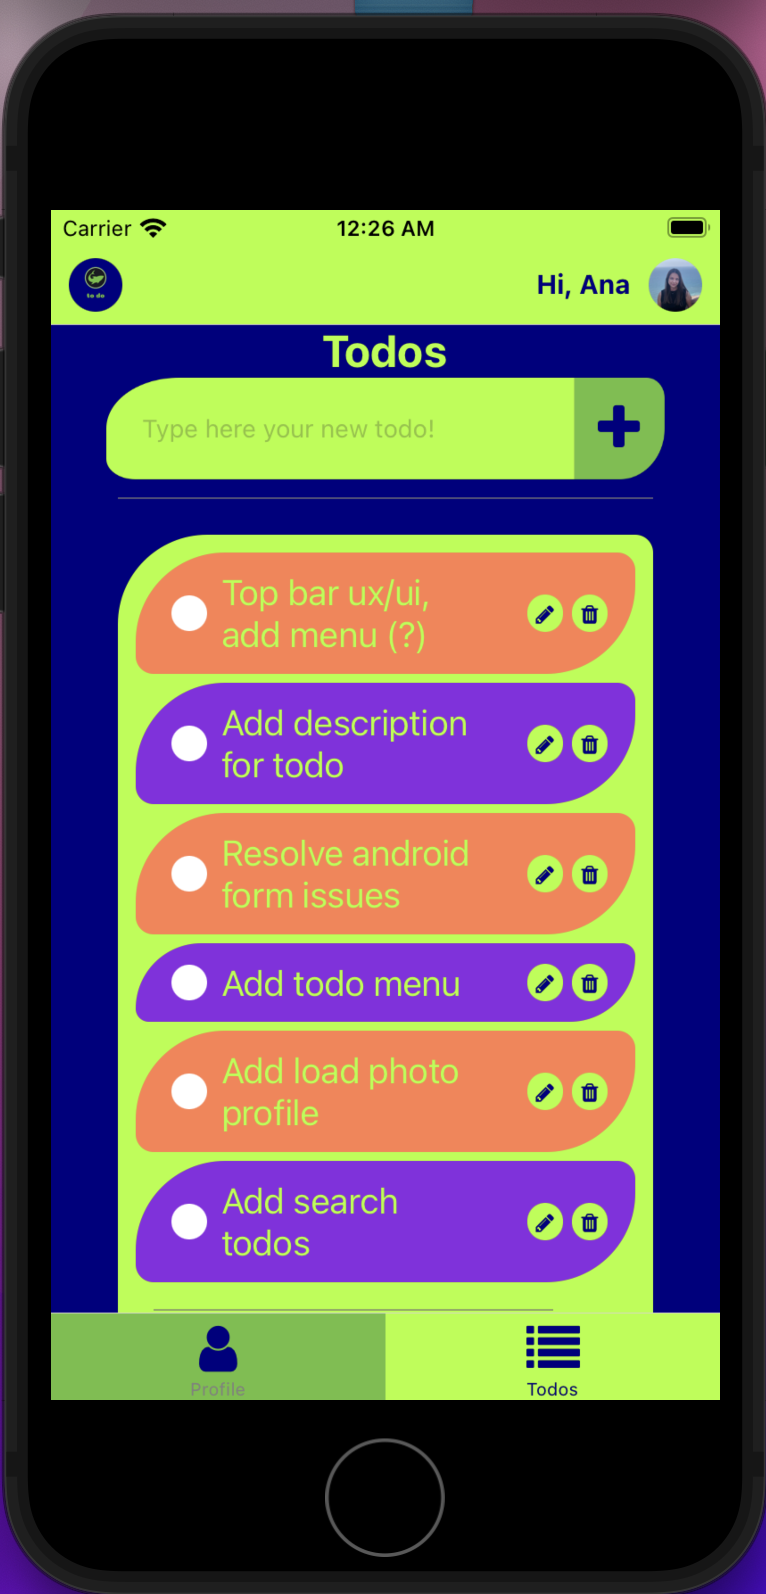 Carrier 12:26 AM
to do
Hi, Ana
Todos
Type here your new todo!
Top bar ux/ui,
add menu (?)
Add description
for todo
Resolve android
form issues
Add todo menu
Add load photo
profile
Add search
todos
Profile Todos